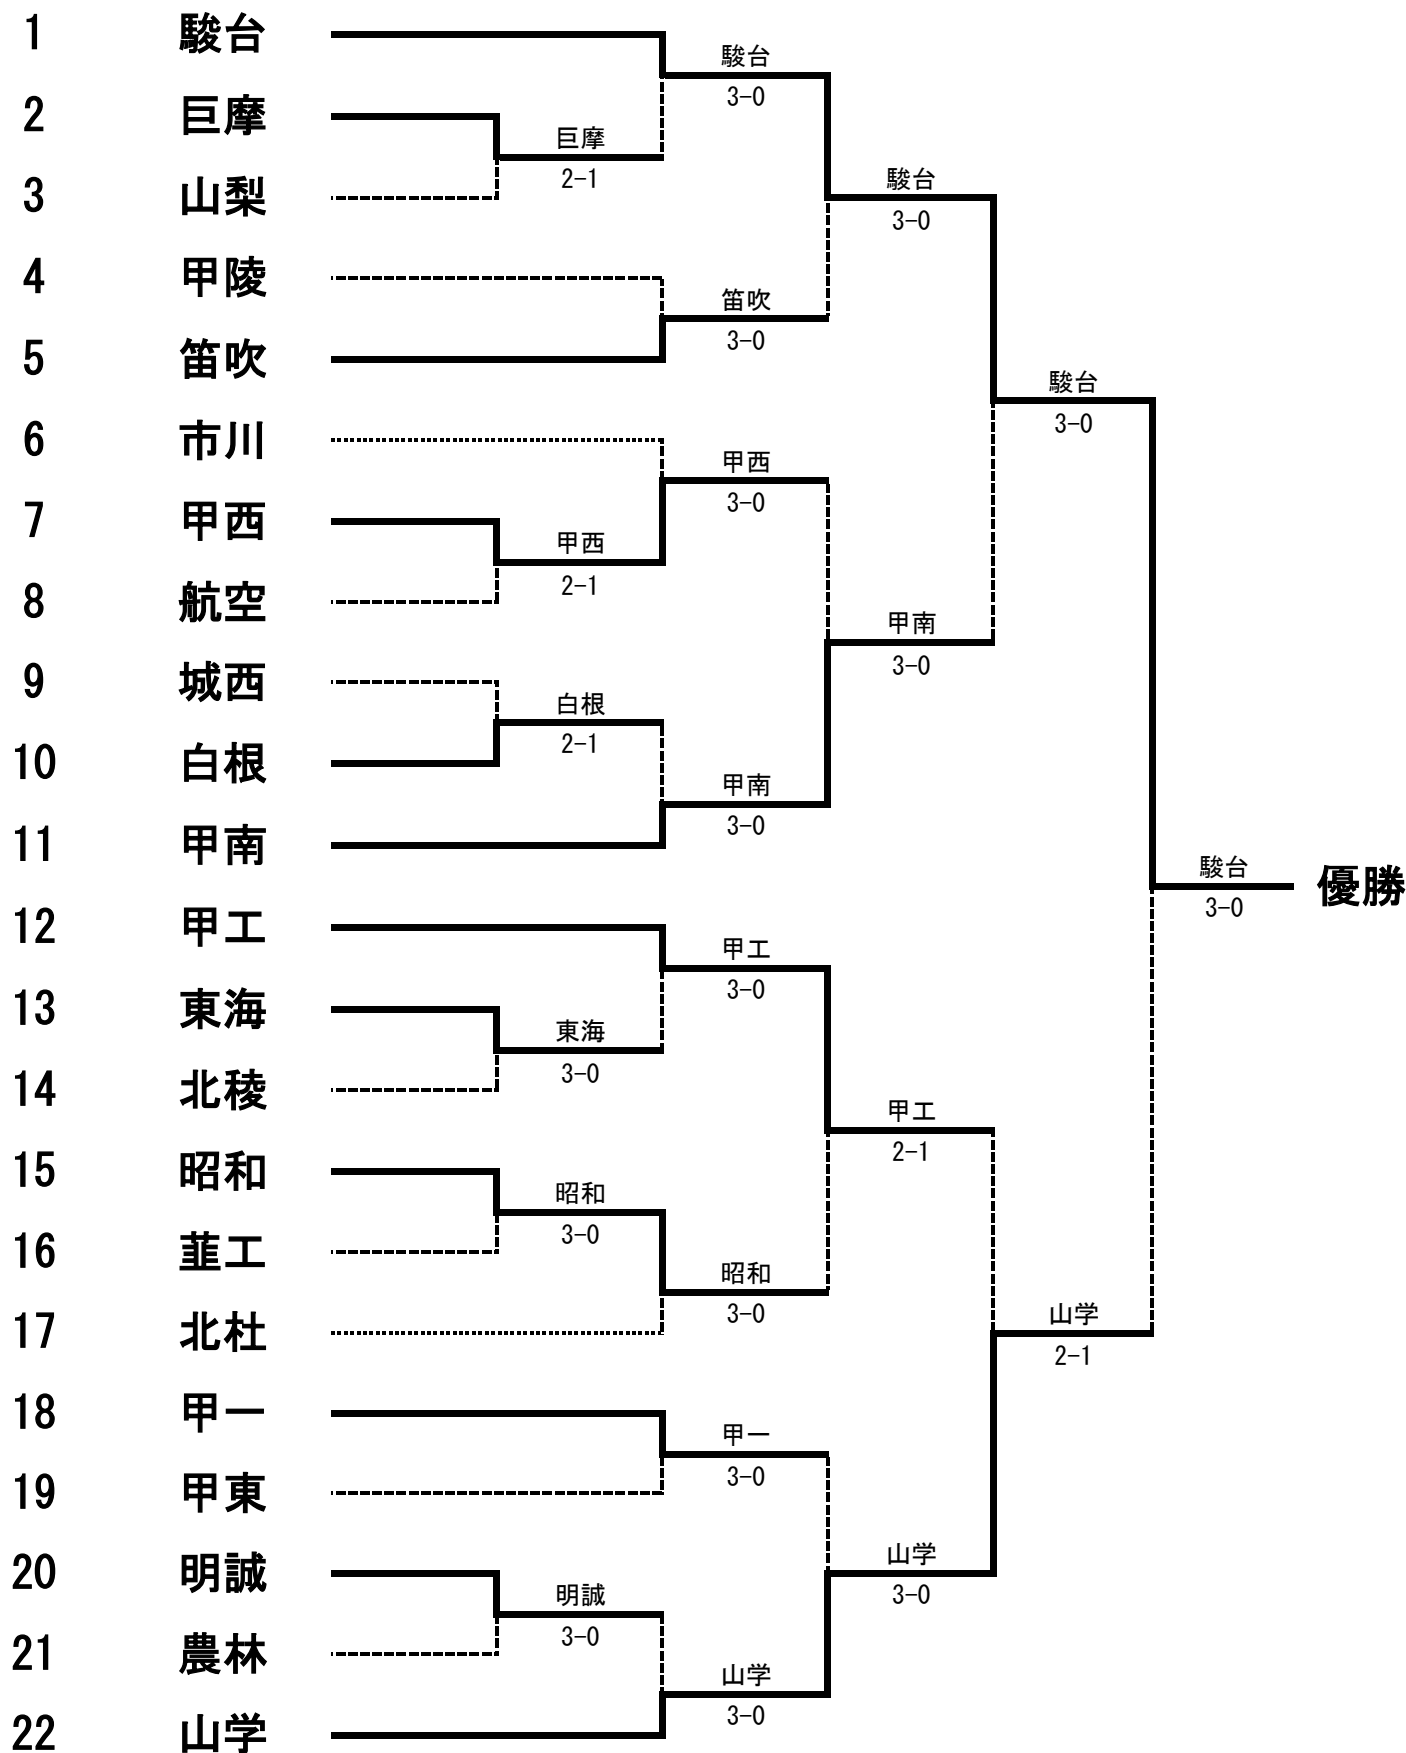 1 駿台
駿台
3-0
2 巨摩
巨摩
2-1
3 山梨
駿台
3-0
4 甲陵
笛吹
3-0
5 笛吹
駿台
3-0
6 市川
甲西
3-0
7 甲西
甲西
2-1
8 航空
甲南
3-0
9 城西
白根
2-1
10 白根
甲南
3-0
11 甲南
駿台
3-0
優勝
12 甲工
甲工
3-0
13 東海
東海
3-0
14 北稜
甲工
2-1
15 昭和
昭和
3-0
16 韮工
昭和
3-0
17 北杜
山学
2-1
18 甲一
甲一
3-0
19 甲東
山学
3-0
20 明誠
明誠
3-0
21 農林
山学
3-0
22 山学